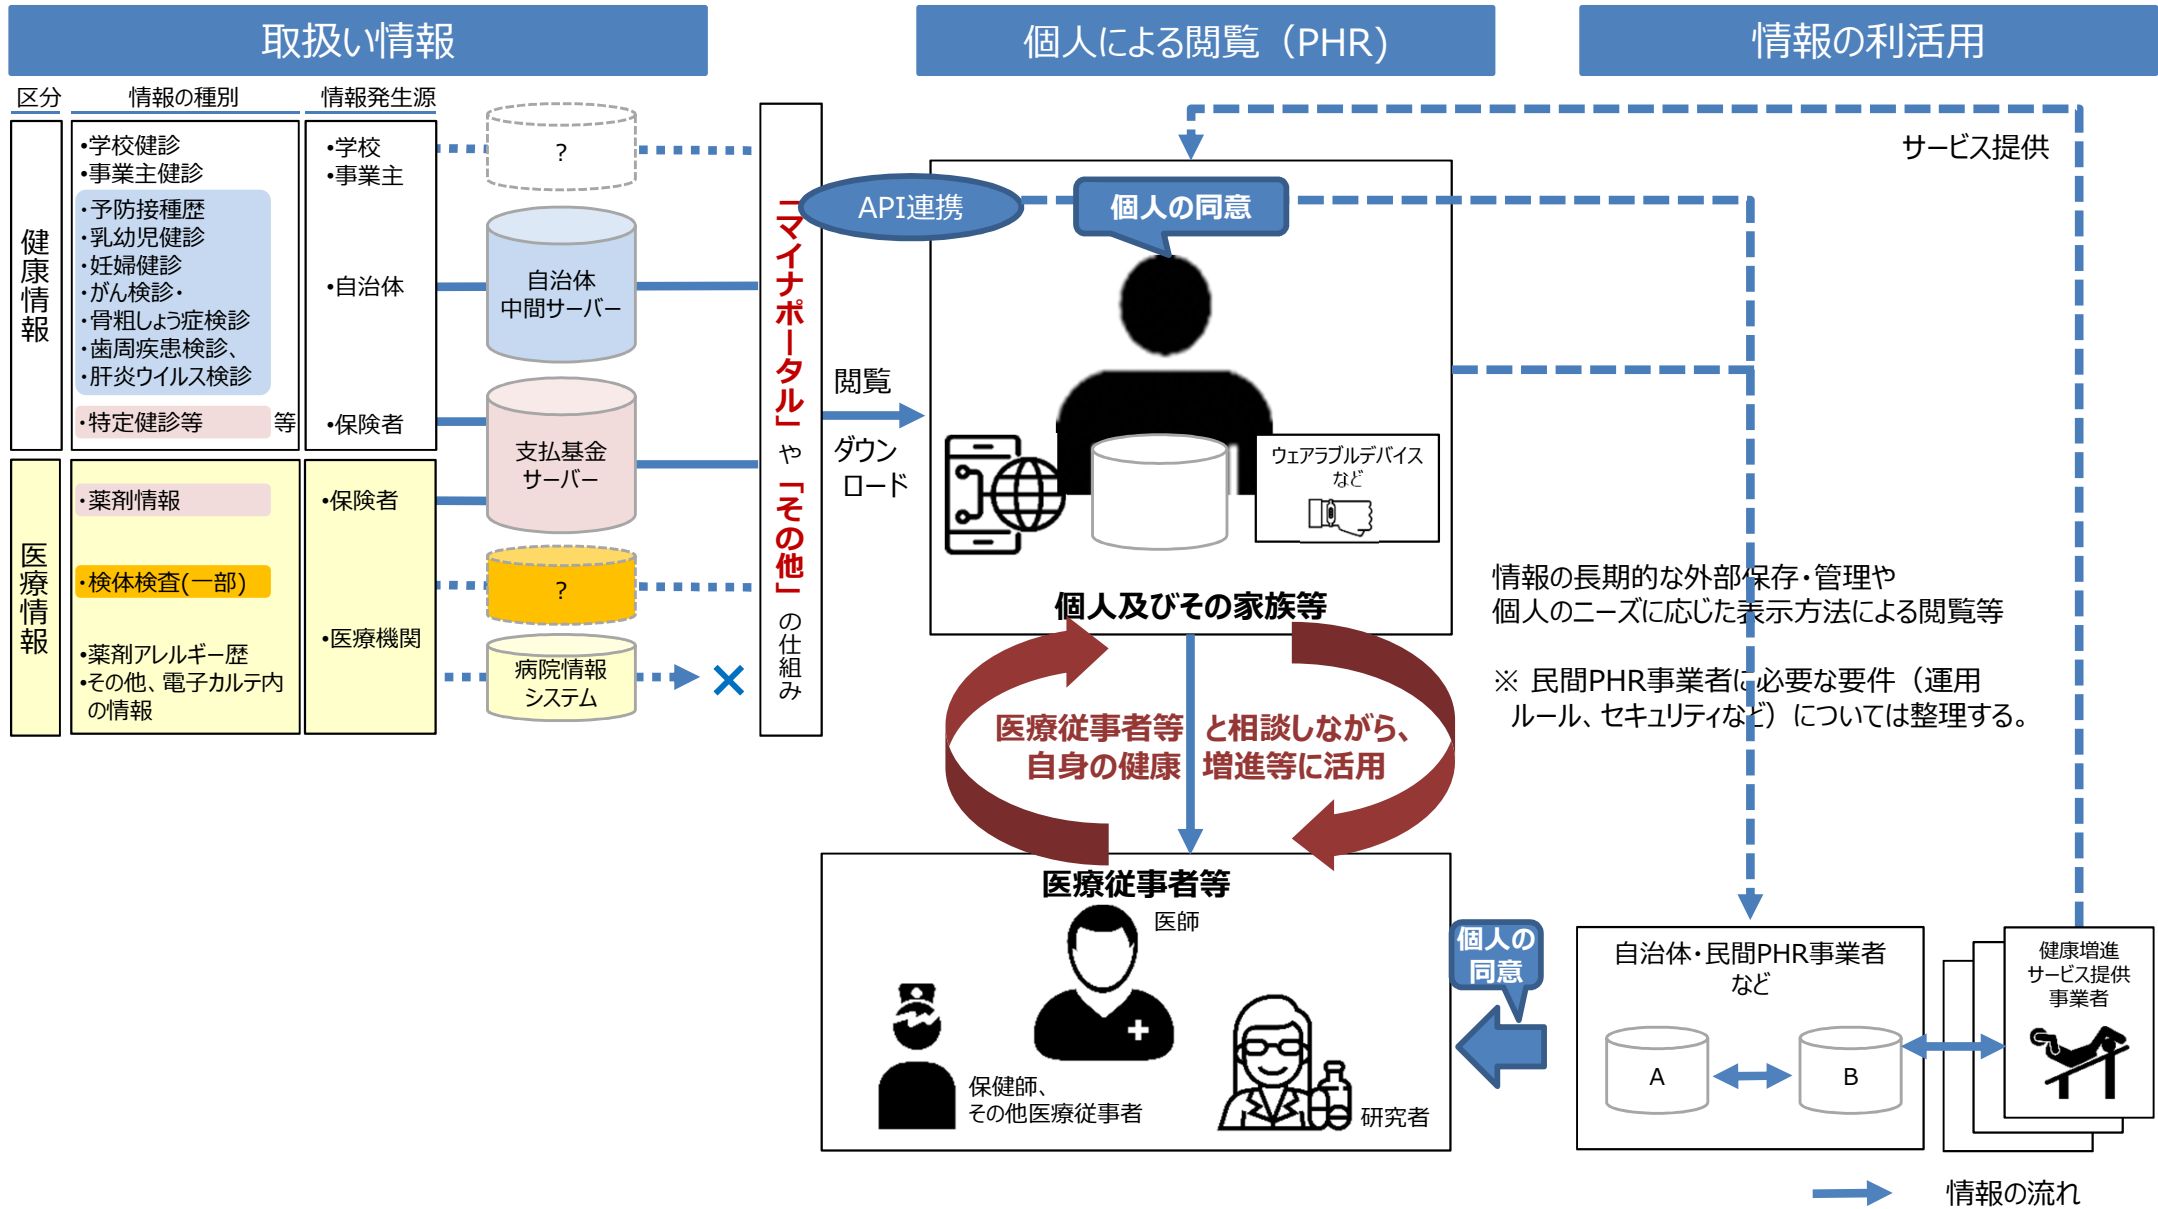 取扱い情報
個人による閲覧（PHR）
情報の利活用
区分
情報の種別
情報発生源
健康情報
•学校健診
•事業主健診
・予防接種歴
・乳幼児健診
・妊婦健診
・がん検診・
・骨粗しょう症検診
・歯周疾患検診、
・肝炎ウイルス検診
・特定健診等
等
•学校
•事業主
•自治体
•保険者
医療情報
・薬剤情報
・検体検査(一部)
•薬剤アレルギー歴
•その他、電子カルテ内
の情報
•保険者
•医療機関
?
自治体
中間サーバー
支払基金
サーバー
?
病院情報
システム
「マイナポータル」や「その他」の仕組み
閲覧
ダウン
ロード
API連携
個人の同意
ウェアラブルデバイス
など
個人及びその家族等
サービス提供
情報の長期的な外部保存・管理や
個人のニーズに応じた表示方法による閲覧等
※ 民間PHR事業者に必要な要件（運用
ルール、セキュリティなど）については整理する。
医療従事者等 と相談しながら、
自身の健康 増進等に活用
医療従事者等
医師
保健師、
その他医療従事者
研究者
個人の
同意
自治体・民間PHR事業者
など
A
B
健康増進
サービス提供
事業者
情報の流れ